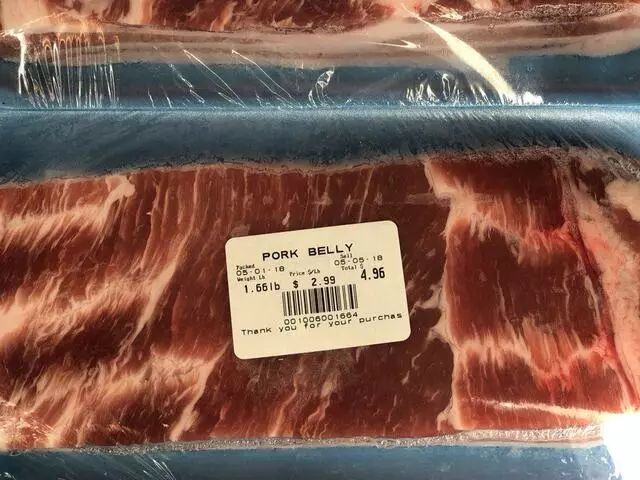 PORK BELLY
Packed Sell
05-01-18 05-05-18
Weight Lb Price $/Lb Total $
1.66lb $ 2.99 4.96
001006001664
Thank you for your purchas